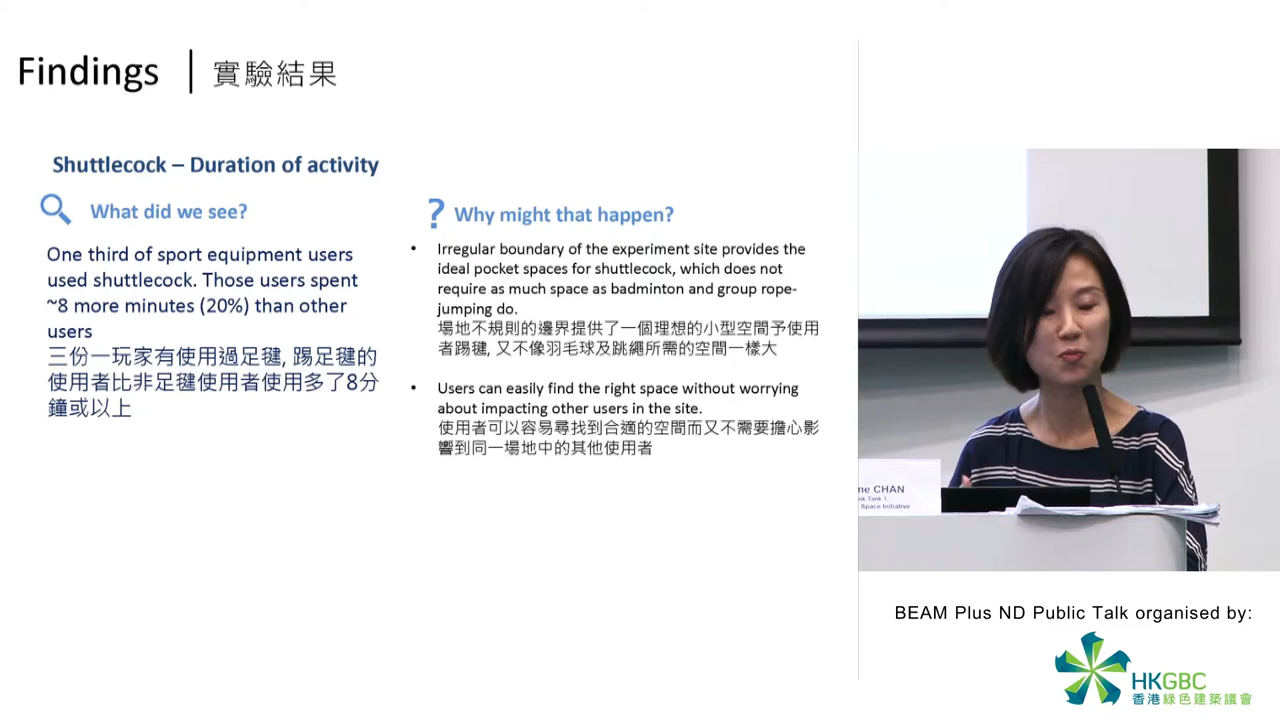 Findings | 實驗結果
Shuttlecock – Duration of activity
What did we see?
One third of sport equipment users
used shuttlecock. Those users spent
~8 more minutes (20%) than other
users
三份一玩家有使用過足毽, 踢足毽的
使用者比非足毽使用者使用多了8分
鐘或以上
? Why might that happen?
• Irregular boundary of the experiment site provides the
ideal pocket spaces for shuttlecock, which does not
require as much space as badminton and group rope-
jumping do.
場地不規則的邊界提供了一個理想的小型空間予使用
者踢毽, 又不像羽毛球及跳繩所需的空間一樣大
• Users can easily find the right space without worrying
about impacting other users in the site.
使用者可以容易尋找到合適的空間而又不需要擔心影
響到同一場地中的其他使用者
ne CHAN
nk Tank 1,
Space Initiative
BEAM Plus ND Public Talk organised by:
HKGBC
香港綠色建築議會